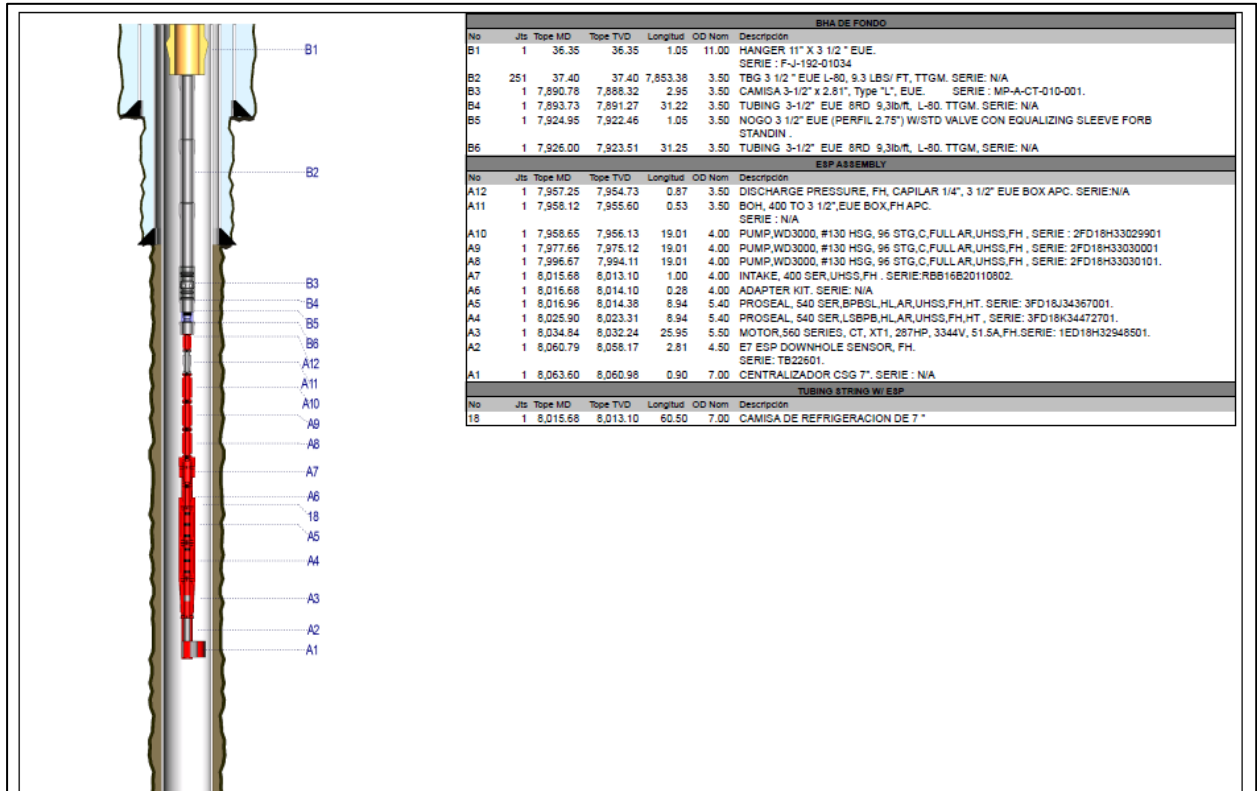 BHA DE FONDO
No Jts Tope MD Tope TVD Longitud OD Nom Descripción
B1 1 36.35 36.35 1.05 11.00 HANGER 11" X 3 1/2 " EUE.
SERIE : F-J-192-01034
B2 251 37.40 37.40 7,853.38 3.50 TBG 3 1/2 " EUE L-80, 9.3 LBS/ FT, TTGM. SERIE: N/A
B3 1 7,890.78 7,888.32 2.95 3.50 CAMISA 3-1/2" x 2.81", Type "L", EUE. SERIE : MP-A-CT-010-001.
B4 1 7,893.73 7,891.27 31.22 3.50 TUBING 3-1/2" EUE 8RD 9,3lb/ft, L-80. TTGM. SERIE: N/A
B5 1 7,924.95 7,922.46 1.05 3.50 NOGO 3 1/2" EUE (PERFIL 2.75") W/STD VALVE CON EQUALIZING SLEEVE FORB
STANDIN .
B6 1 7,926.00 7,923.51 31.25 3.50 TUBING 3-1/2" EUE 8RD 9,3lb/ft, L-80. TTGM, SERIE: N/A
ESP ASSEMBLY
No Jts Tope MD Tope TVD Longitud OD Nom Descripción
A12 1 7,957.25 7,954.73 0.87 3.50 DISCHARGE PRESSURE, FH, CAPILAR 1/4", 3 1/2" EUE BOX APC. SERIE:N/A
A11 1 7,958.12 7,955.60 0.53 3.50 BOH, 400 TO 3 1/2",EUE BOX,FH APC.
SERIE : N/A
A10 1 7,958.65 7,956.13 19.01 4.00 PUMP,WD3000, #130 HSG, 96 STG,C,FULL AR,UHSS,FH , SERIE : 2FD18H33029901
A9 1 7,977.66 7,975.12 19.01 4.00 PUMP,WD3000, #130 HSG, 96 STG,C,FULL AR,UHSS,FH , SERIE: 2FD18H33030001
A8 1 7,996.67 7,994.11 19.01 4.00 PUMP,WD3000, #130 HSG, 96 STG,C,FULL AR,UHSS,FH , SERIE: 2FD18H33030101.
A7 1 8,015.68 8,013.10 1.00 4.00 INTAKE, 400 SER,UHSS,FH . SERIE:RBB16B20110802.
A6 1 8,016.68 8,014.10 0.28 4.00 ADAPTER KIT. SERIE: N/A
A5 1 8,016.96 8,014.38 8.94 5.40 PROSEAL, 540 SER,BPBSL,HL,AR,UHSS,FH,HT. SERIE: 3FD18J34367001.
A4 1 8,025.90 8,023.31 8.94 5.40 PROSEAL, 540 SER,LSBPB,HL,AR,UHSS,FH,HT , SERIE: 3FD18K34472701.
A3 1 8,034.84 8,032.24 25.95 5.50 MOTOR,560 SERIES, CT, XT1, 287HP, 3344V, 51.5A,FH.SERIE: 1ED18H32948501.
A2 1 8,060.79 8,058.17 2.81 4.50 E7 ESP DOWNHOLE SENSOR, FH.
SERIE: TB22601.
A1 1 8,063.60 8,060.98 0.90 7.00 CENTRALIZADOR CSG 7". SERIE : N/A
TUBING STRING W/ ESP
No Jts Tope MD Tope TVD Longitud OD Nom Descripción
18 1 8,015.68 8,013.10 60.50 7.00 CAMISA DE REFRIGERACION DE 7 "
B1
B2
B3
B4
B5
B6
A12
A11
A10
A9
A8
A7
A6
18
A5
A4
A3
A2
A1